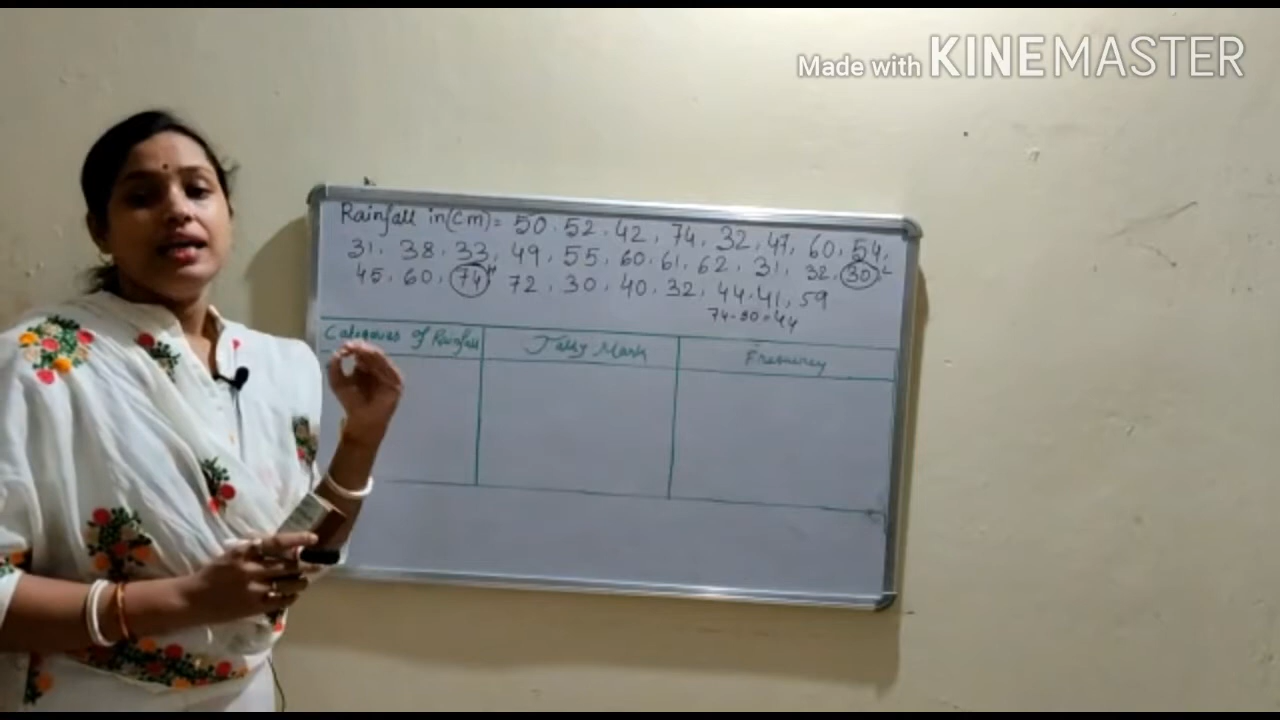 Made with KINEMASTER
Rainfall in(cm)= 50, 52, 42, 74, 32, 47, 60, 54,
31, 38, 33, 49, 55, 60, 61, 62, 31, 32, 30, L
45, 60, 74 H 72, 30, 40, 32, 44, 41, 59
74-30=44
Categories of Rainfall Tally Mark Frequency